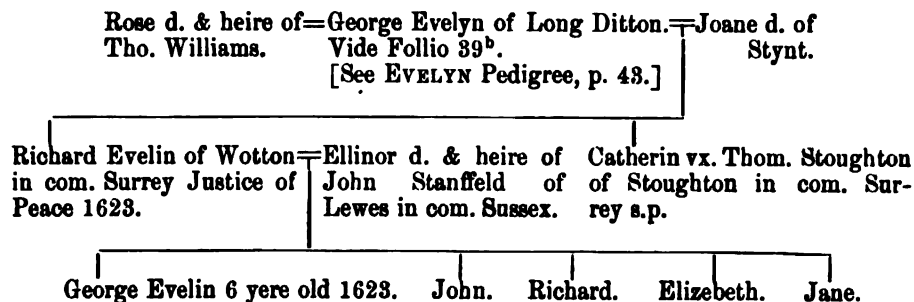 Rose d. & heire of=George Evelyn of Long Ditton.=Joane d. of
Tho. Williams. Vide Follio 39b. Stynt.
[See EVELYN Pedigree, p. 43.]
Richard Evelin of Wotton=Ellinor d. & heire of Catherin vx. Thom. Stoughton
in com. Surrey Justice of John Stanffeld of of Stoughton in com. Sur-
Peace 1623. Lewes in com. Sussex. rey s.p.
George Evelin 6 yere old 1623. John. Richard. Elizebeth. Jane.